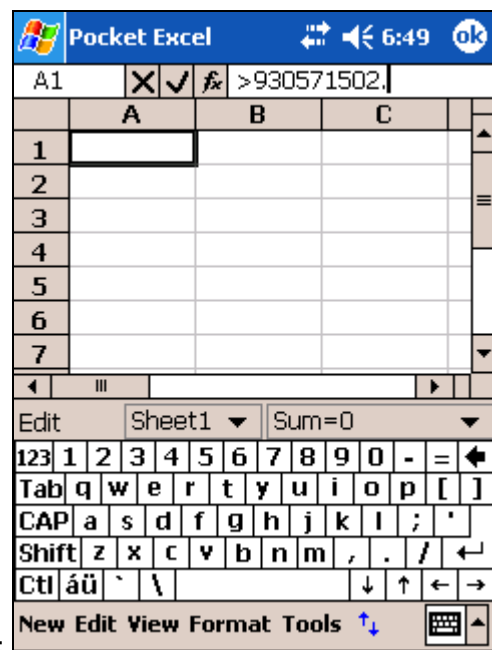 Pocket Excel 6:49 ok
A1 fx >930571502.
A B C
1
2
3
4
5
6
7
Edit Sheet1 Sum=0
123 1 2 3 4 5 6 7 8 9 0 - =
Tab q w e r t y u i o p [ ]
CAP a s d f g h j k l ; '
Shift z x c v b n m , . /
Ctl áü ` \ ↓ ↑ ← →
New Edit View Format Tools
.